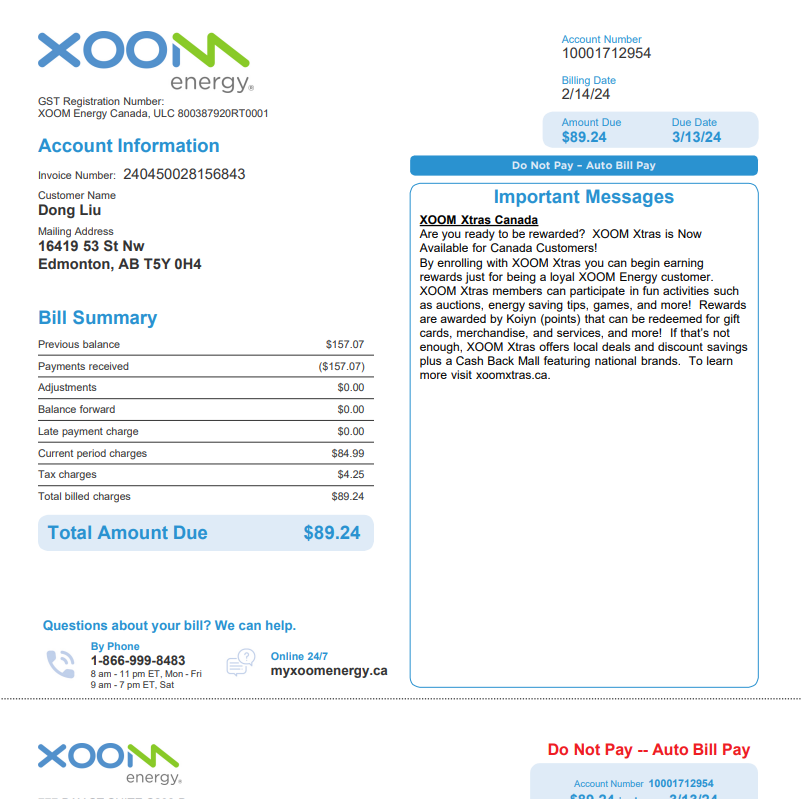 XOOM
energy®
GST Registration Number:
XOOM Energy Canada, ULC 800387920RT0001
Account Information
Invoice Number: 240450028156843
Customer Name
Dong Liu
Mailing Address
16419 53 St Nw
Edmonton, AB T5Y 0H4
Bill Summary
Previous balance $157.07
Payments received ($157.07)
Adjustments $0.00
Balance forward $0.00
Late payment charge $0.00
Current period charges $84.99
Tax charges $4.25
Total billed charges $89.24
Total Amount Due $89.24
Questions about your bill? We can help.
By Phone
1-866-999-8483
8 am - 11 pm ET, Mon - Fri
9 am - 7 pm ET, Sat
Online 24/7
myxoomenergy.ca
Account Number
10001712954
Billing Date
2/14/24
Amount Due Due Date
$89.24 3/13/24
Do Not Pay – Auto Bill Pay
Important Messages
XOOM Xtras Canada
Are you ready to be rewarded? XOOM Xtras is Now
Available for Canada Customers!
By enrolling with XOOM Xtras you can begin earning
rewards just for being a loyal XOOM Energy customer.
XOOM Xtras members can participate in fun activities such
as auctions, energy saving tips, games, and more! Rewards
are awarded by Koiyn (points) that can be redeemed for gift
cards, merchandise, and services, and more! If that's not
enough, XOOM Xtras offers local deals and discount savings
plus a Cash Back Mall featuring national brands. To learn
more visit xoomxtras.ca.
XOOM
energy®
Do Not Pay -- Auto Bill Pay
Account Number 10001712954
$89.24 3/13/24